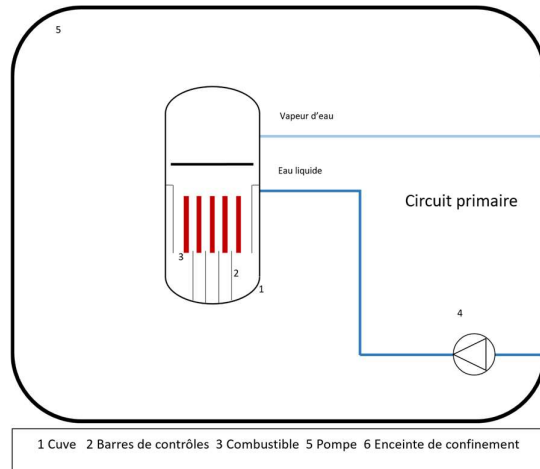 5
Vapeur d'eau
Eau liquide
Circuit primaire
3
2
1
4
1 Cuve 2 Barres de contrôles 3 Combustible 5 Pompe 6 Enceinte de confinement